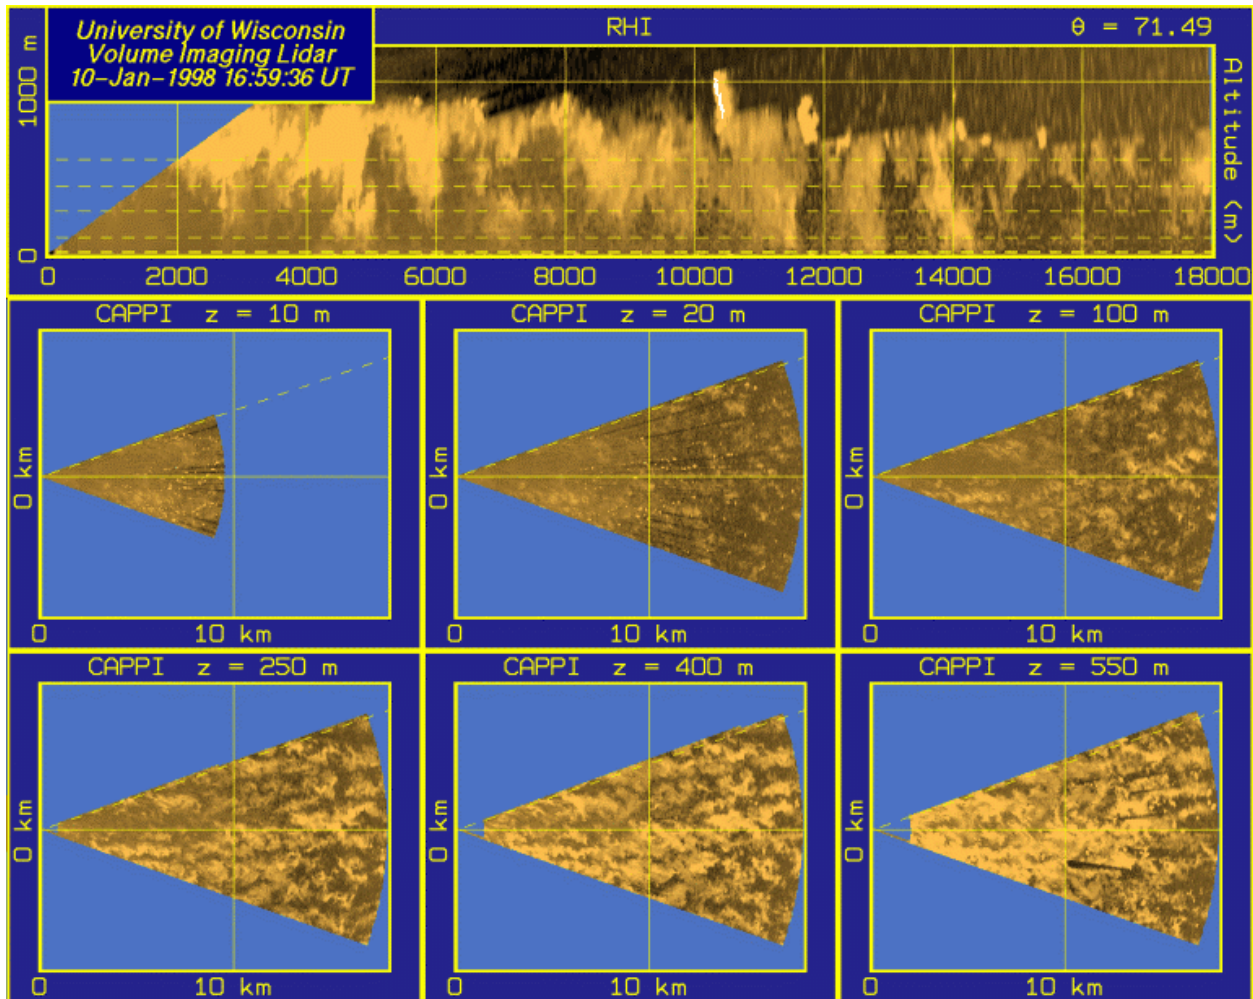 University of Wisconsin
Volume Imaging Lidar
10-Jan-1998 16:59:36 UT
RHI
θ = 71.49
1000 m
0
Altitude (m)
0 2000 4000 6000 8000 10000 12000 14000 16000 18000
CAPPI z = 10 m
0 km
0 10 km
CAPPI z = 20 m
0 km
0 10 km
CAPPI z = 100 m
0 km
0 10 km
CAPPI z = 250 m
0 km
0 10 km
CAPPI z = 400 m
0 km
0 10 km
CAPPI z = 550 m
0 km
0 10 km